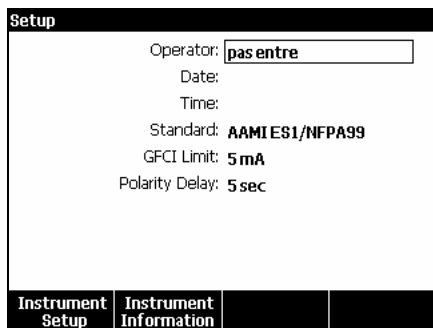 Setup
Operator: pas entre
Date:
Time:
Standard: AAMI ES1/NFPA99
GFCI Limit: 5 mA
Polarity Delay: 5 sec
Instrument Setup
Instrument Information